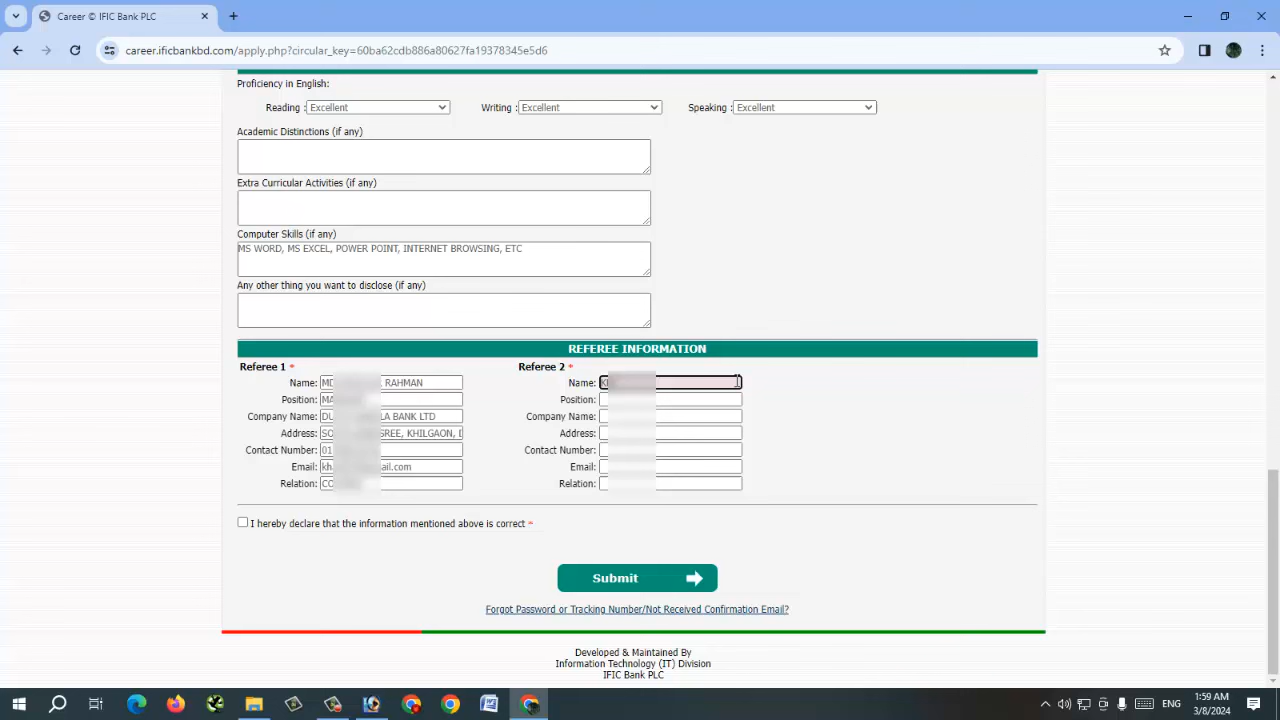 Career © IFIC Bank PLC
career.ificbankbd.com/apply.php?circular_key=60ba62cdb886a80627fa19378345e5d6
Proficiency in English:
Reading : Excellent Writing : Excellent Speaking : Excellent
Academic Distinctions (if any)
Extra Curricular Activities (if any)
Computer Skills (if any)
MS WORD, MS EXCEL, POWER POINT, INTERNET BROWSING, ETC
Any other thing you want to disclose (if any)
REFEREE INFORMATION
Referee 1 * Referee 2 *
Name: RAHMAN Name:
Position: Position:
Company Name: BANK LTD Company Name:
Address: KHILGAON, Address:
Contact Number: 01 Contact Number:
Email: Email:
Relation: Relation:
I hereby declare that the information mentioned above is correct *
Submit
Forgot Password or Tracking Number/Not Received Confirmation Email?
Developed & Maintained By
Information Technology (IT) Division
IFIC Bank PLC
ENG
1:59 AM
3/8/2024